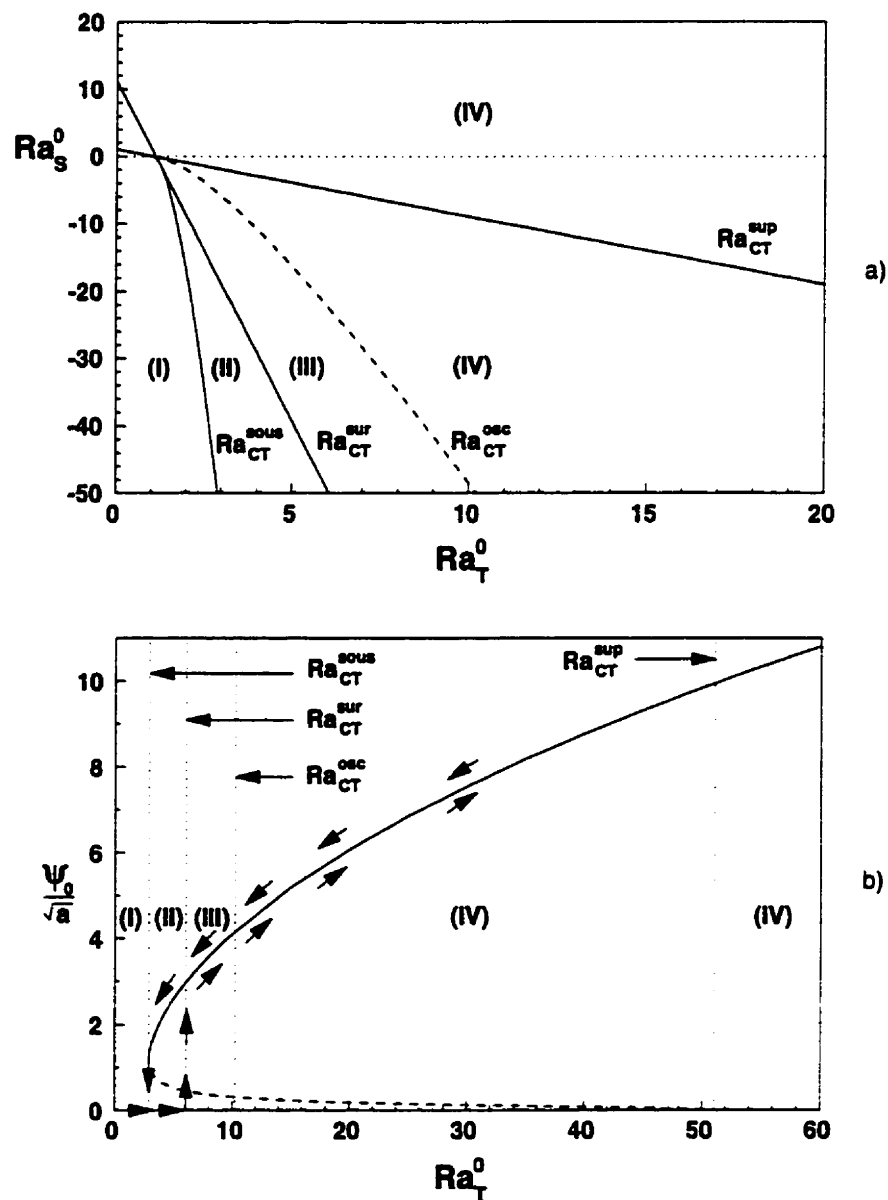 20
10
Ra_S^0
0
-10
-20
-30
-40
-50
(IV)
Ra_CT^sup
a)
(I) (II) (III) (IV)
Ra_CT^sous Ra_CT^sur Ra_CT^osc
0 5 10 15 20
Ra_T^0
Ra_CT^sous
Ra_CT^sup
Ra_CT^sur
Ra_CT^osc
10
8
6
4
2
0
Ψ_0
√|a|
b)
(I) (II) (III) (IV) (IV)
0 10 20 30 40 50 60
Ra_T^0